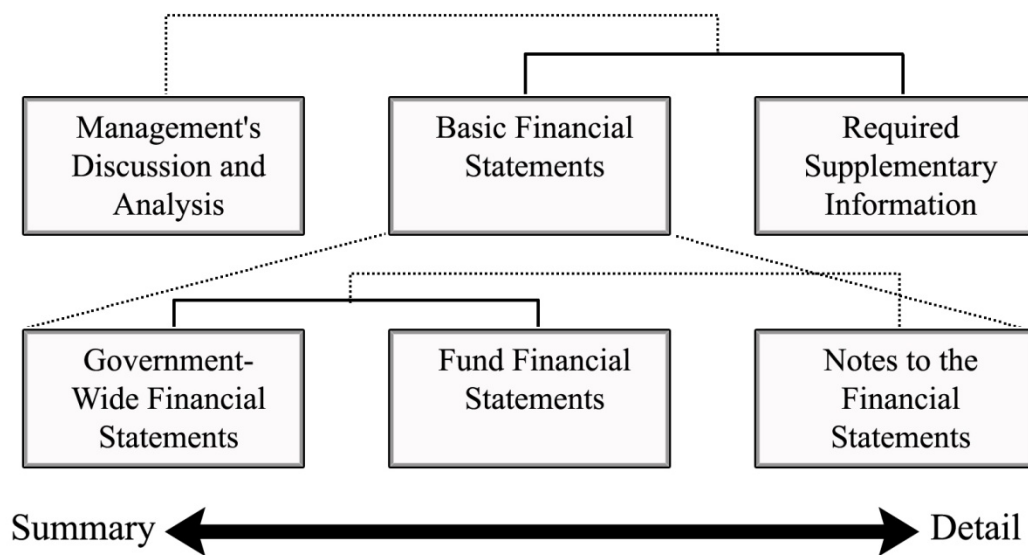 Management's
Discussion and
Analysis
Basic Financial
Statements
Required
Supplementary
Information
Government-
Wide Financial
Statements
Fund Financial
Statements
Notes to the
Financial
Statements
Summary
Detail